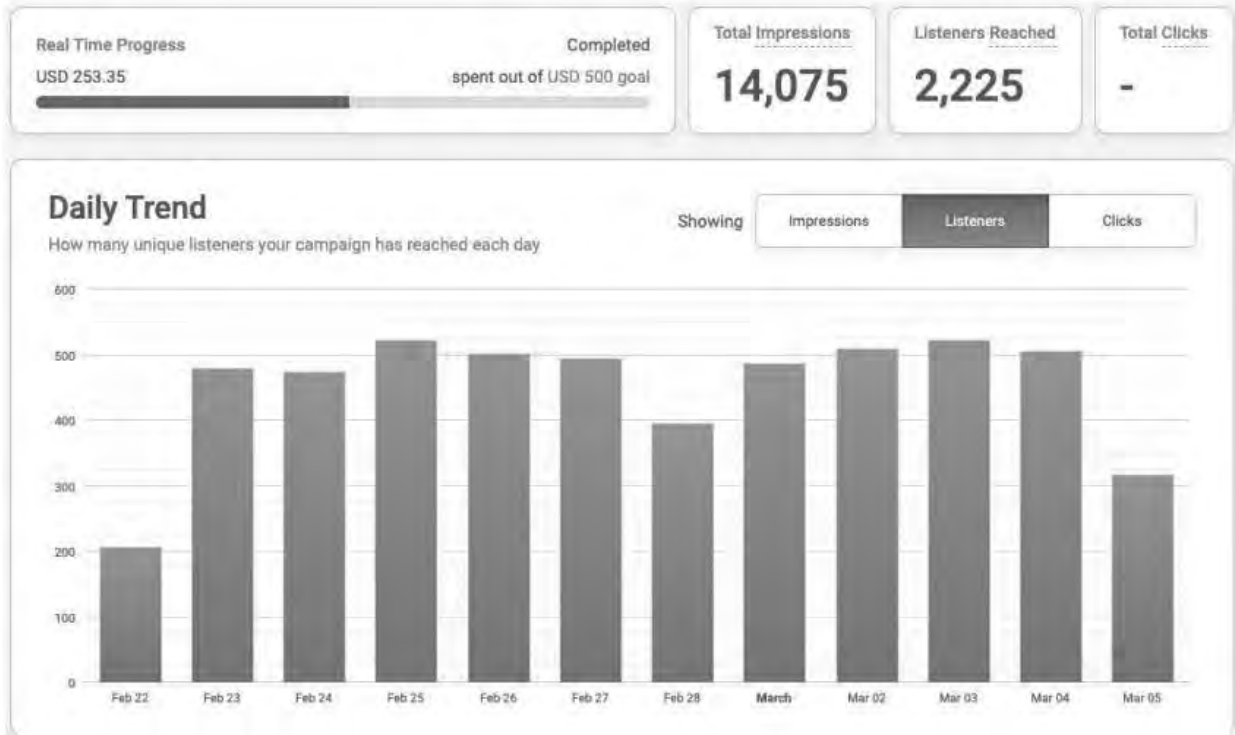 Real Time Progress
Completed
USD 253.35
spent out of USD 500 goal
Total Impressions
14,075
Listeners Reached
2,225
Total Clicks
-
Daily Trend
How many unique listeners your campaign has reached each day
Showing
Impressions
Listeners
Clicks
600
500
400
300
200
100
0
Feb 22
Feb 23
Feb 24
Feb 25
Feb 26
Feb 27
Feb 28
March
Mar 02
Mar 03
Mar 04
Mar 05